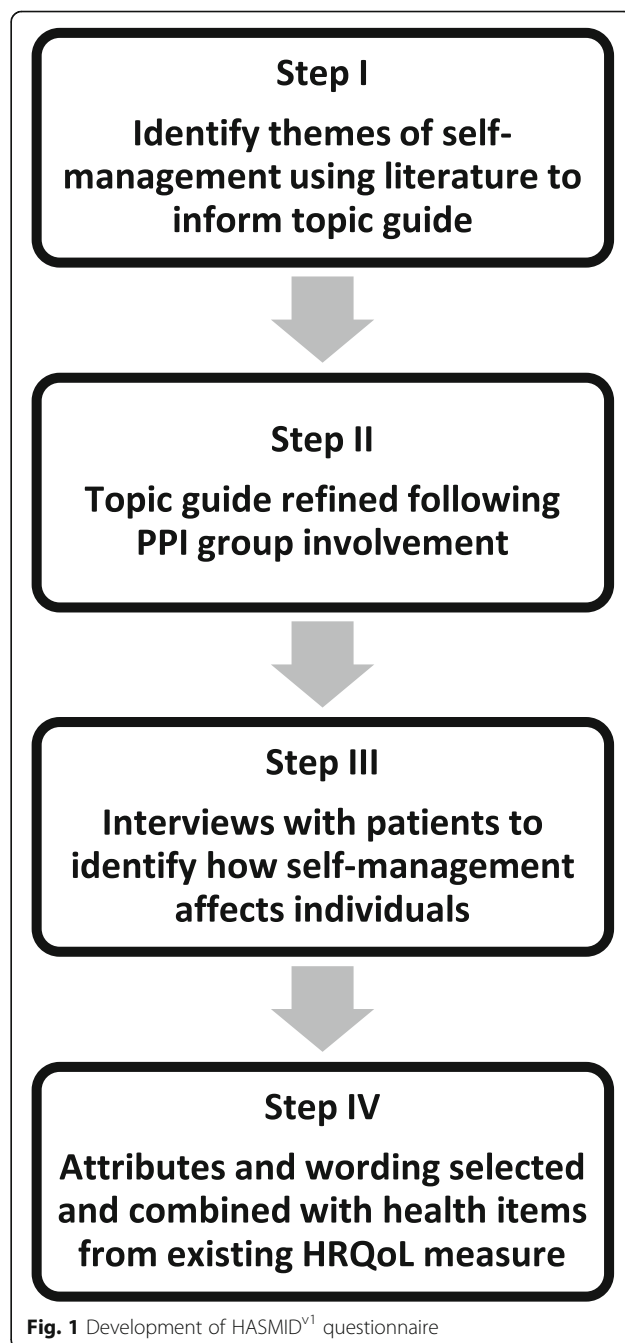 Step I
Identify themes of self-
management using literature to
inform topic guide
Step II
Topic guide refined following
PPI group involvement
Step III
Interviews with patients to
identify how self-management
affects individuals
Step IV
Attributes and wording selected
and combined with health items
from existing HRQoL measure
Fig. 1 Development of HASMIDv1 questionnaire